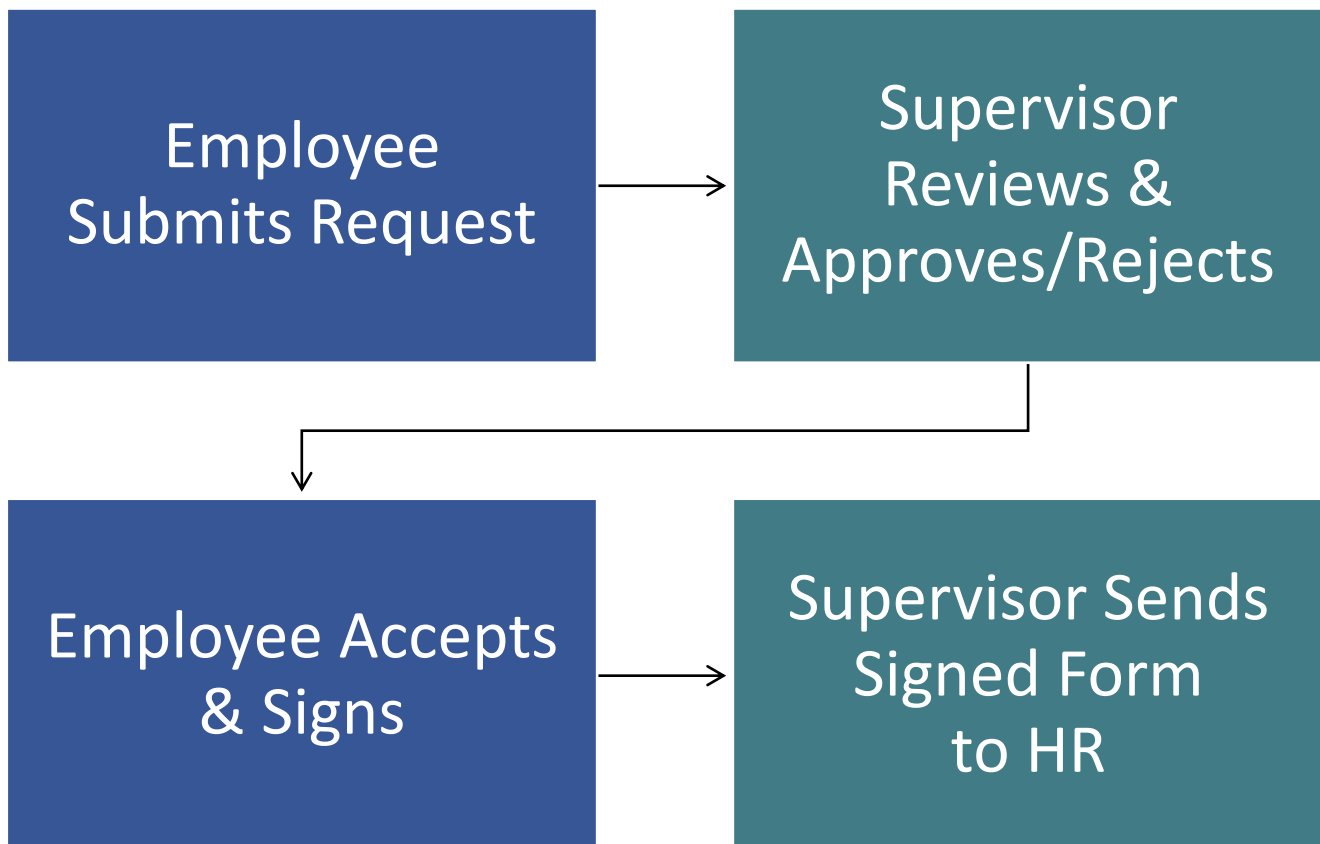 Employee
Submits Request
Supervisor
Reviews &
Approves/Rejects
Employee Accepts
& Signs
Supervisor Sends
Signed Form
to HR